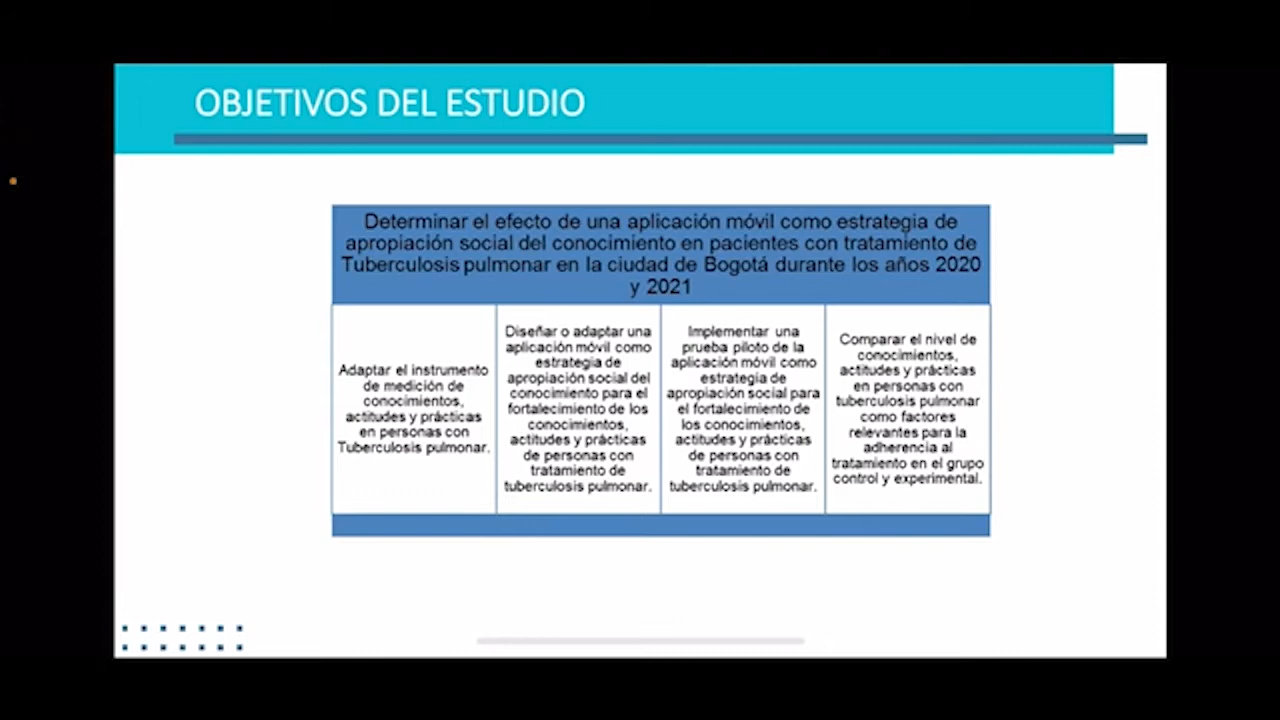 OBJETIVOS DEL ESTUDIO
Determinar el efecto de una aplicación móvil como estrategia de
apropiación social del conocimiento en pacientes con tratamiento de
Tuberculosis pulmonar en la ciudad de Bogotá durante los años 2020
y 2021
Adaptar el instrumento
de medición de
conocimientos,
actitudes y prácticas
en personas con
Tuberculosis pulmonar.
Diseñar o adaptar una
aplicación móvil como
estrategia de
apropiación social del
conocimiento para el
fortalecimiento de los
conocimientos,
actitudes y prácticas
de personas con
tratamiento de
tuberculosis pulmonar.
Implementar una
prueba piloto de la
aplicación móvil como
estrategia de
apropiación social para
el fortalecimiento de
los conocimientos,
actitudes y prácticas
de personas con
tratamiento de
tuberculosis pulmonar.
Comparar el nivel de
conocimientos,
actitudes y prácticas
en personas con
tuberculosis pulmonar
como factores
relevantes para la
adherencia al
tratamiento en el grupo
control y experimental.